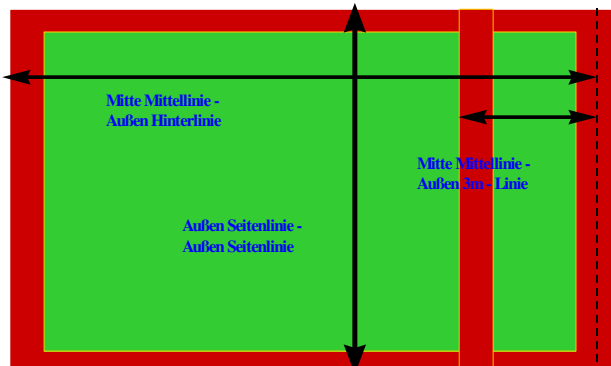 Mitte Mittellinie -
Außen Hinterlinie
Mitte Mittellinie -
Außen 3m - Linie
Außen Seitenlinie -
Außen Seitenlinie